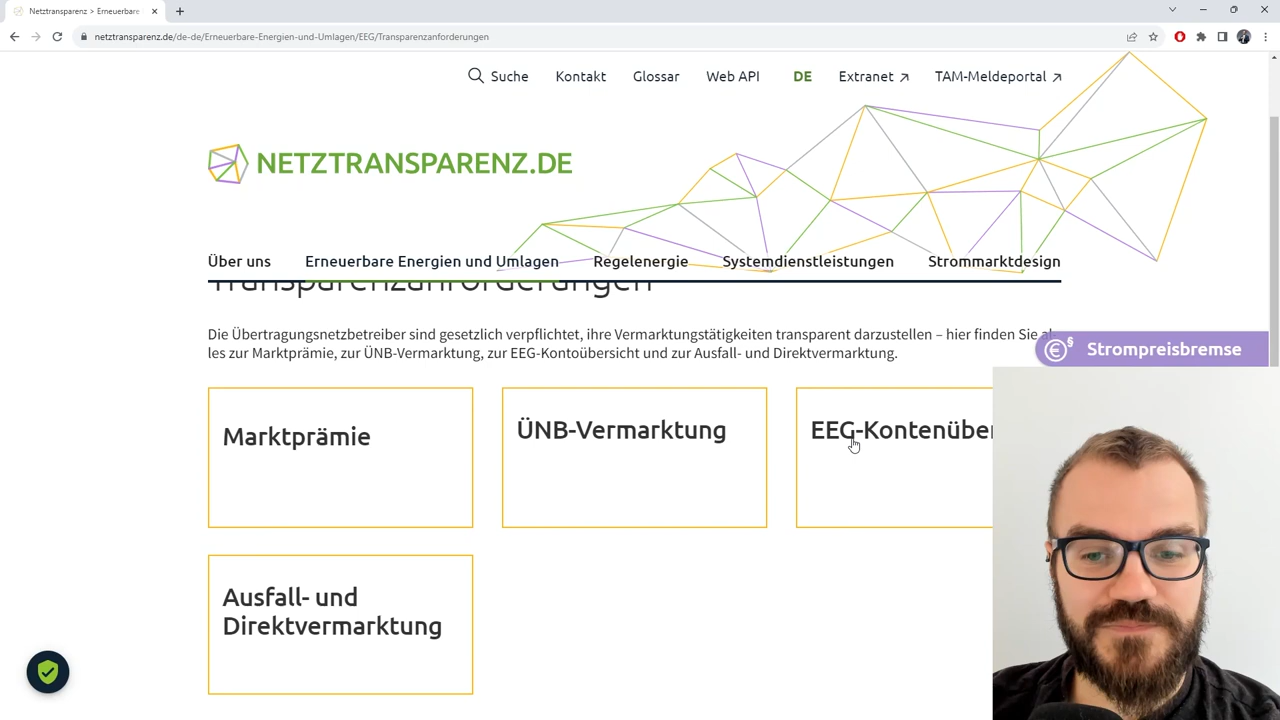 Netztransparenz > Erneuerbare
netztransparenz.de/de-de/Erneuerbare-Energien-und-Umlagen/EEG/Transparenzanforderungen
Suche Kontakt Glossar Web API DE Extranet TAM-Meldeportal
NETZTRANSPARENZ.DE
Über uns Erneuerbare Energien und Umlagen Regelenergie Systemdienstleistungen Strommarktdesign
Transparenzanforderungen
Die Übertragungsnetzbetreiber sind gesetzlich verpflichtet, ihre Vermarktungstätigkeiten transparent darzustellen – hier finden Sie al-
les zur Marktprämie, zur ÜNB-Vermarktung, zur EEG-Kontoübersicht und zur Ausfall- und Direktvermarktung.
€§ Strompreisbremse
Marktprämie
ÜNB-Vermarktung
EEG-Kontenüber
Ausfall- und
Direktvermarktung